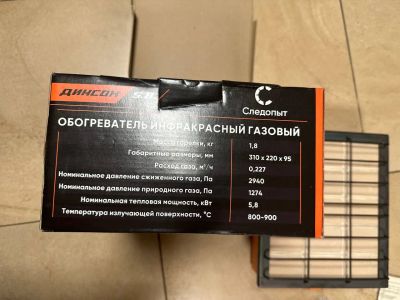 ДИНСОН 5.8
Следопыт
ОБОГРЕВАТЕЛЬ ИНФРАКРАСНЫЙ ГАЗОВЫЙ
Масса горелки, кг 1,8
Габаритные размеры, мм 310 x 220 x 95
Расход газа, м³/ч 0,227
Номинальное давление сжиженного газа, Па 2940
Номинальное давление природного газа, Па 1274
Номинальная тепловая мощность, кВт 5,8
Температура излучающей поверхности, °С 800-900